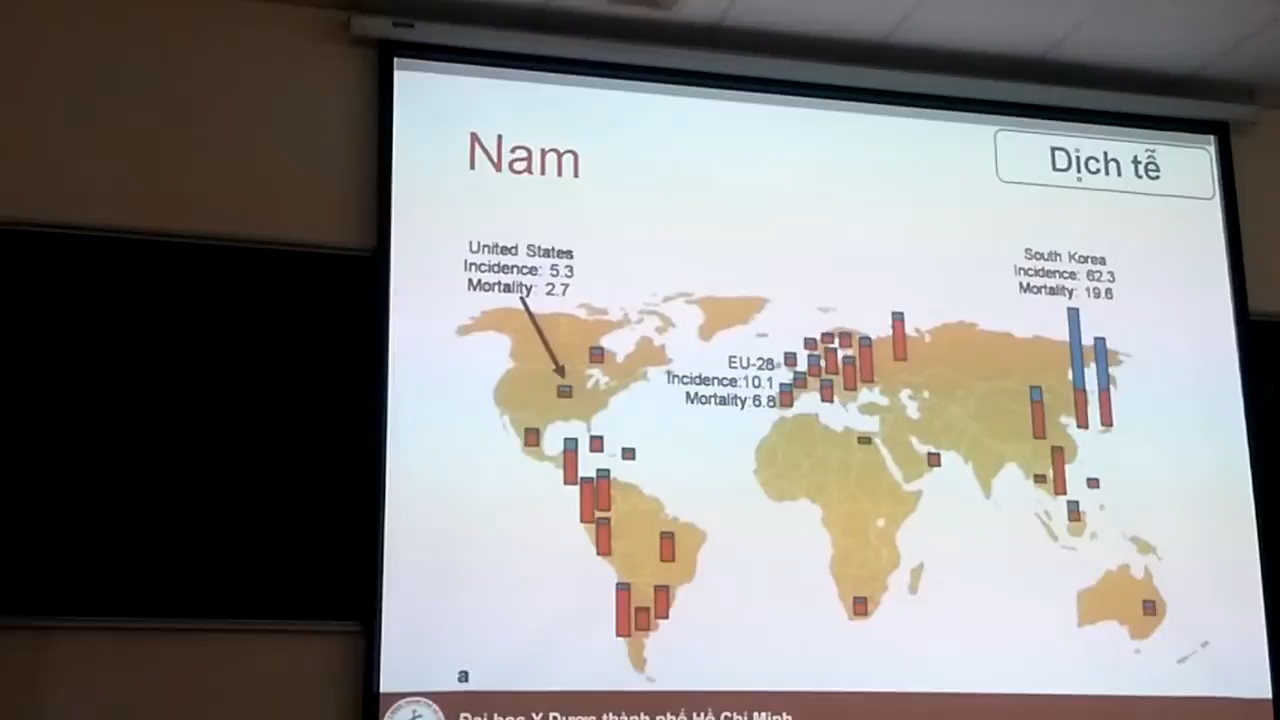 Nam
Dịch tễ
United States
Incidence: 5.3
Mortality: 2.7
South Korea
Incidence: 62.3
Mortality: 19.6
EU-28
Incidence:10.1
Mortality:6.8
a
Đại học Y Dược thành phố Hồ Chí Minh